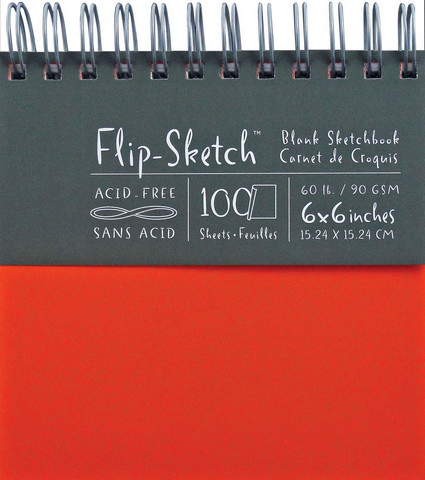 Flip-Sketch™
Blank Sketchbook
Carnet de Croquis
ACID-FREE
SANS ACID
100
Sheets • Feuilles
60 lb. / 90 GSM
6x6 inches
15.24 X 15.24 CM